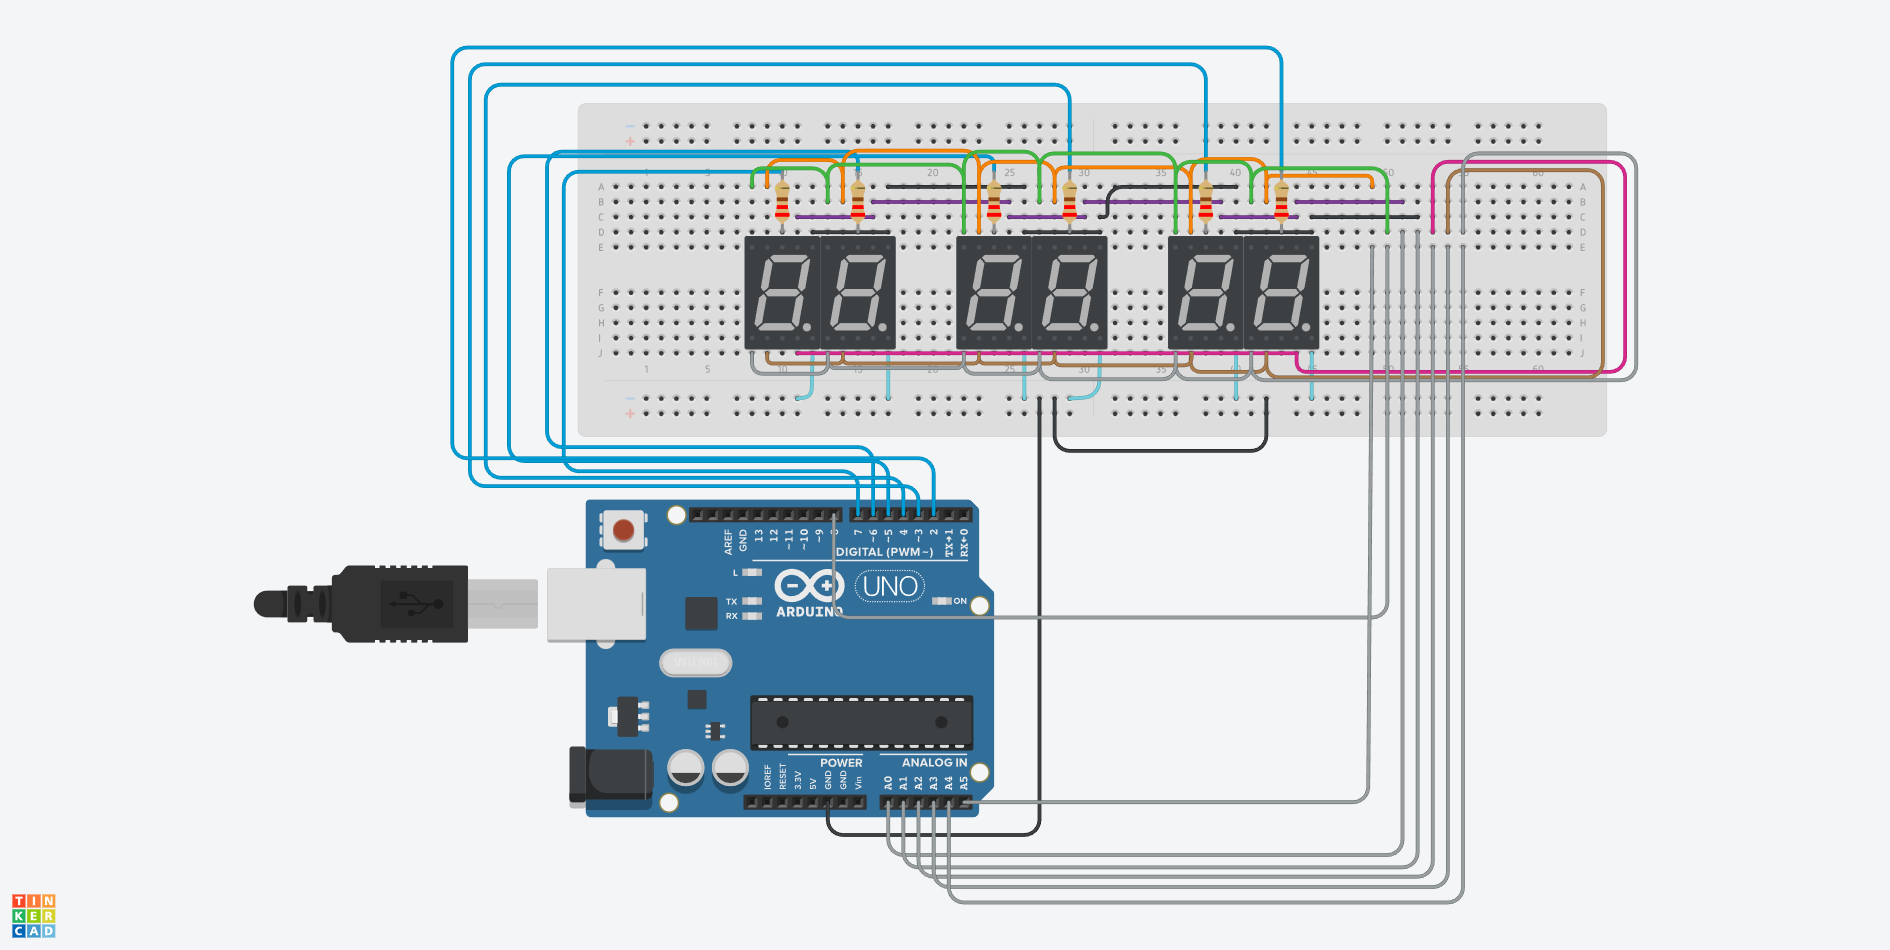 1 5 10 15 20 25 30 35 40 45 50 55 60
A A
B B
C C
D D
E E
F F
G G
H H
I I
J J
1 5 10 15 20 25 30 35 40 45 50 55 60
AREF
GND
13
12
~11
~10
~9
8
7
~6
~5
4
~3
2
TX→1
RX←0
DIGITAL (PWM~)
L
TX
RX
ARDUINO
UNO
ON
POWER
ANALOG IN
IOREF
RESET
3.3V
5V
GND
GND
Vin
A0
A1
A2
A3
A4
A5
TIN
KER
CAD